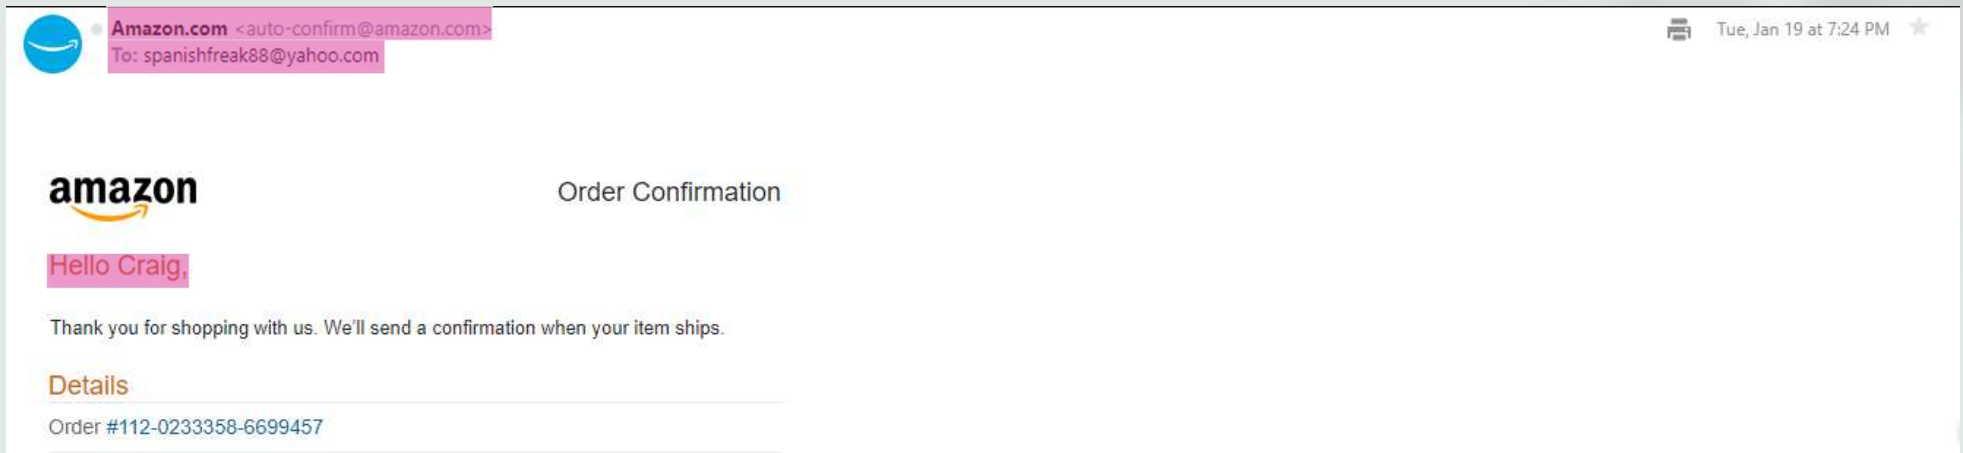 Amazon.com <auto-confirm@amazon.com>
To: spanishfreak88@yahoo.com
Tue, Jan 19 at 7:24 PM
amazon
Order Confirmation
Hello Craig,
Thank you for shopping with us. We'll send a confirmation when your item ships.
Details
Order #112-0233358-6699457